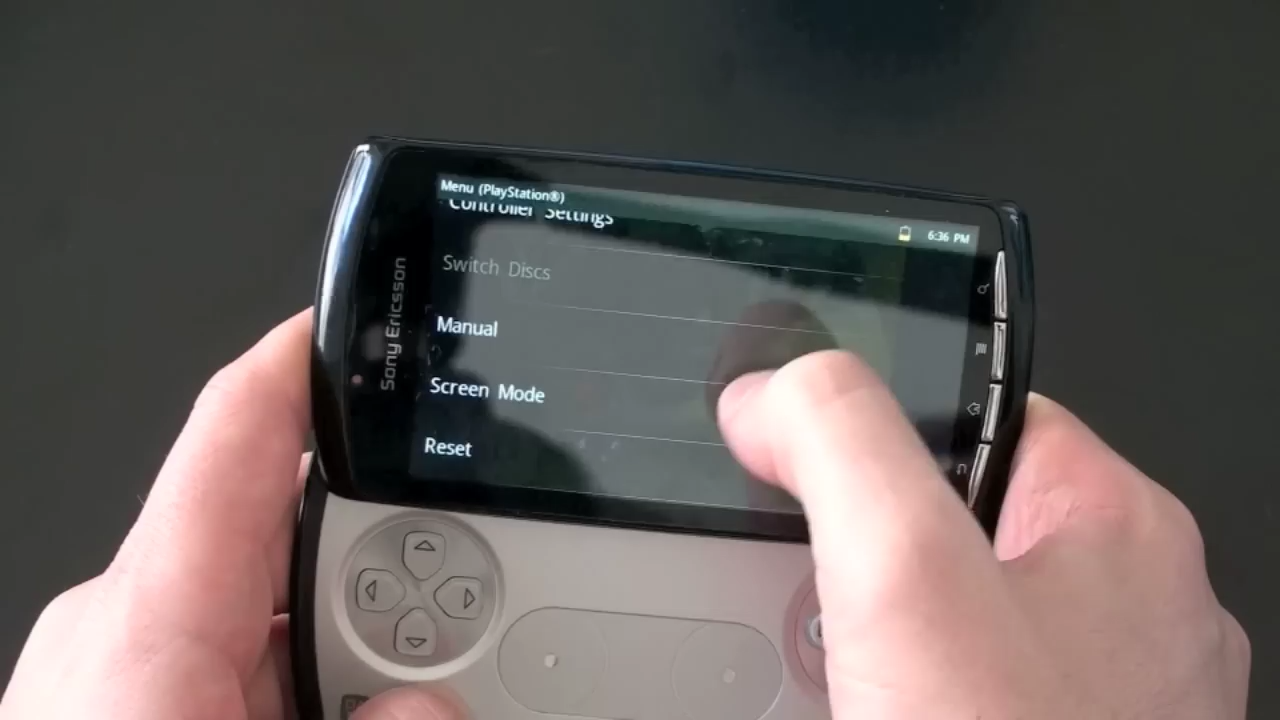 Menu (PlayStation®)
6:36 PM
Controller Settings
Switch Discs
Manual
Screen Mode
Reset
Sony Ericsson